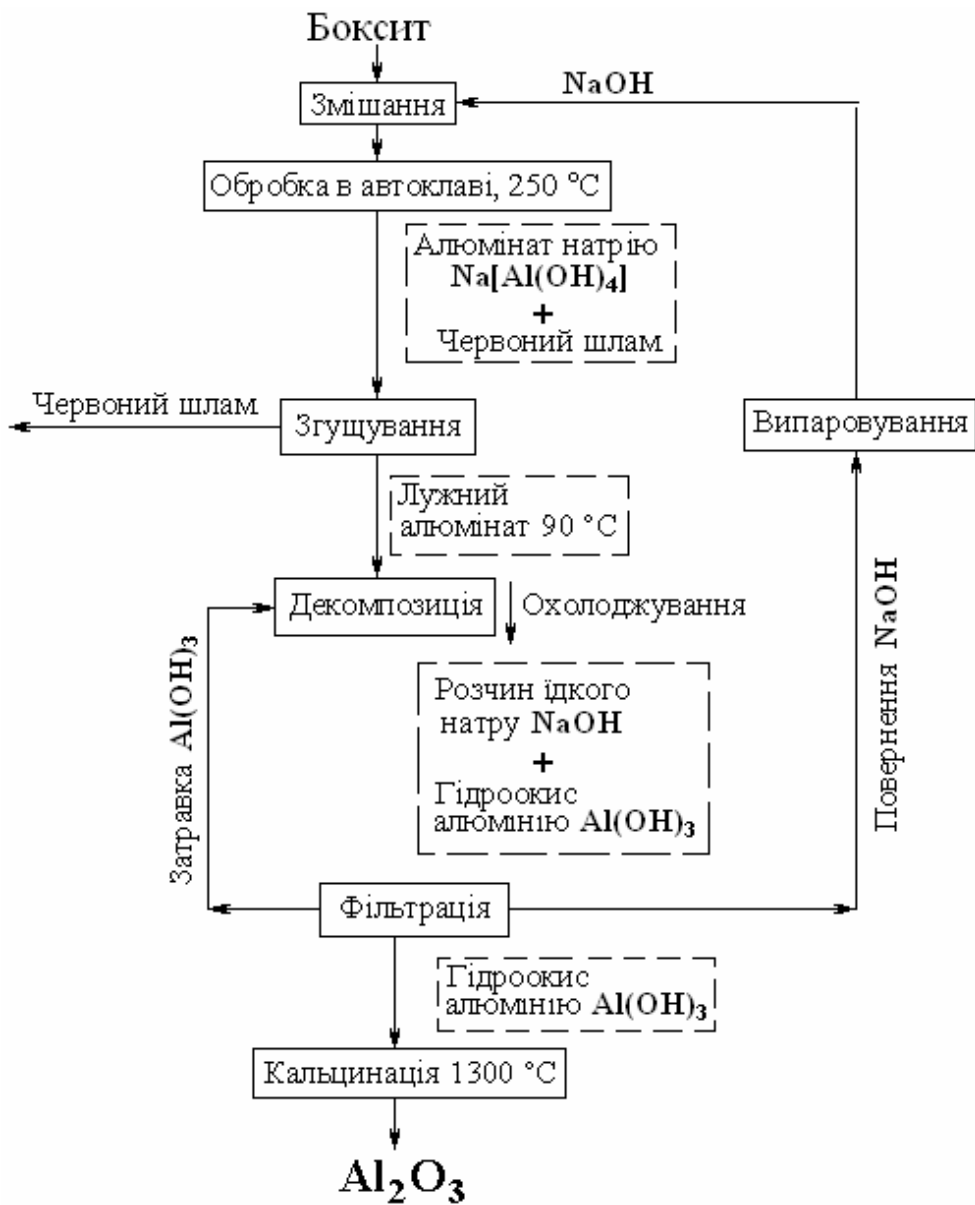 Боксит
NaOH
Змішання
Обробка в автоклаві, 250 °C
Алюмінат натрію
Na[Al(OH)₄]
+
Червоний шлам
Червоний шлам
Згущування
Випаровування
Лужний
алюмінат 90 °C
Декомпозиція
Охолоджування
Затравка Al(OH)₃
Повернення NaOH
Розчин їдкого
натру NaOH
+
Гідроокис
алюмінію Al(OH)₃
Фільтрація
Гідроокис
алюмінію Al(OH)₃
Кальцинація 1300 °C
Al₂O₃